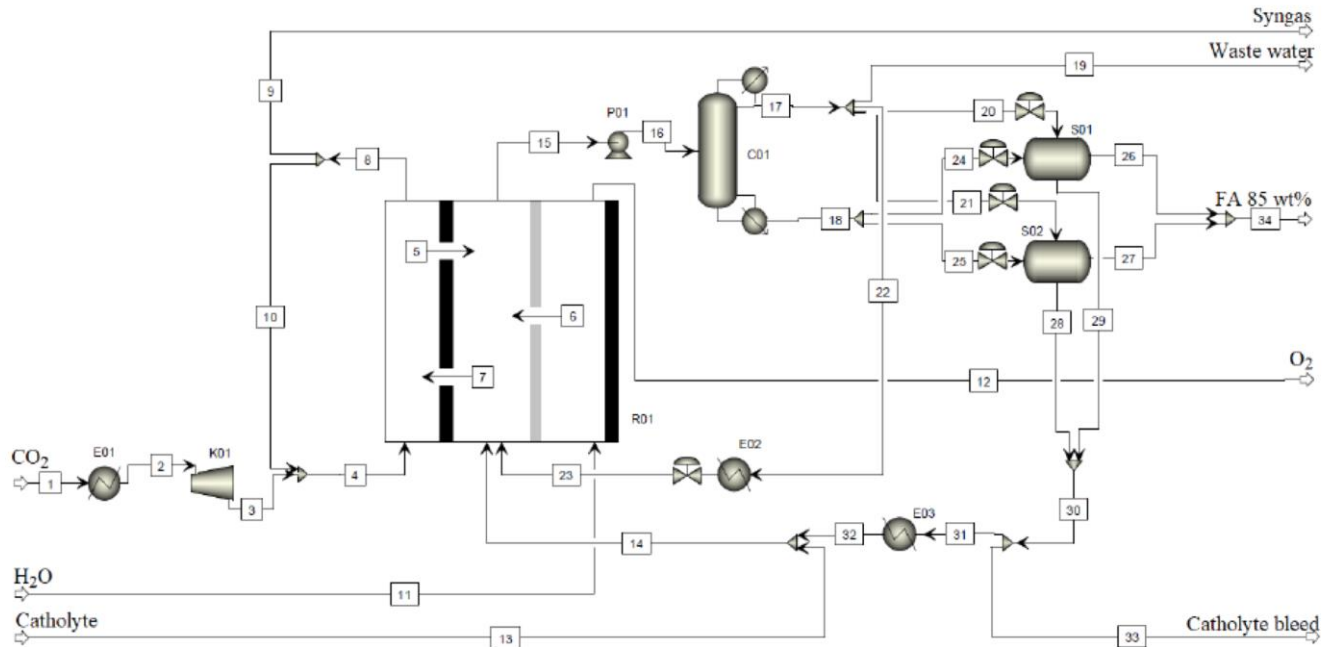 Syngas
Waste water
19
9
20
P01
17
S01
15
16
8
24
26
C01
FA 85 wt%
18
21
34
5
S02
25
27
22
6
10
28
29
7
O₂
12
R01
E01
K01
CO₂
2
E02
1
4
23
3
E03
30
32
31
14
H₂O
11
Catholyte
Catholyte bleed
13
33